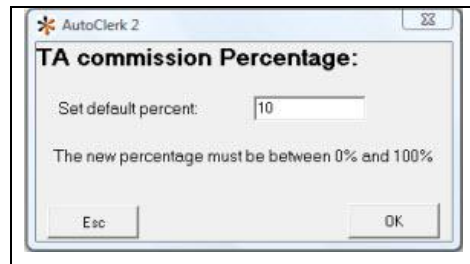 AutoClerk 2
TA commission Percentage:
Set default percent: 10
The new percentage must be between 0% and 100%
Esc OK